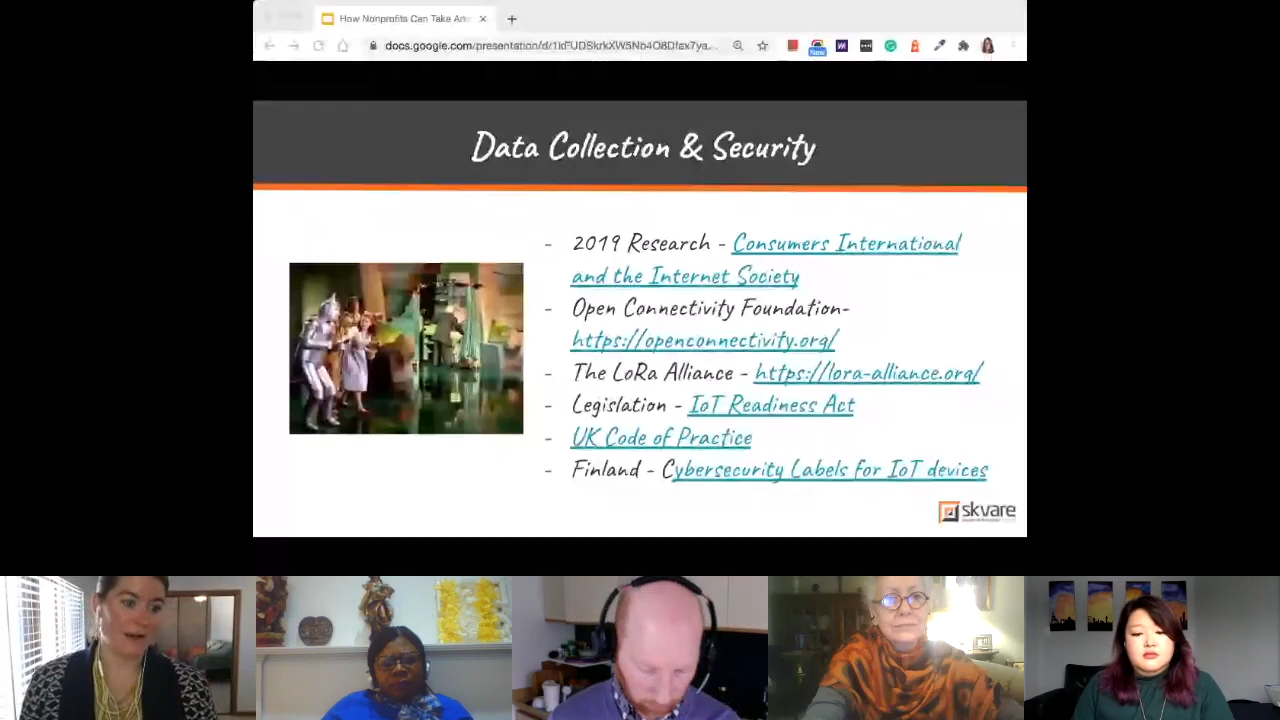 How Nonprofits Can Take Ad
docs.google.com/presentation/d/
New
Data Collection & Security
- 2019 Research - Consumers International
and the Internet Society
- Open Connectivity Foundation-
https://openconnectivity.org/
- The LoRa Alliance - https://lora-alliance.org/
- Legislation - IoT Readiness Act
- UK Code of Practice
- Finland - Cybersecurity Labels for IoT devices
skvare